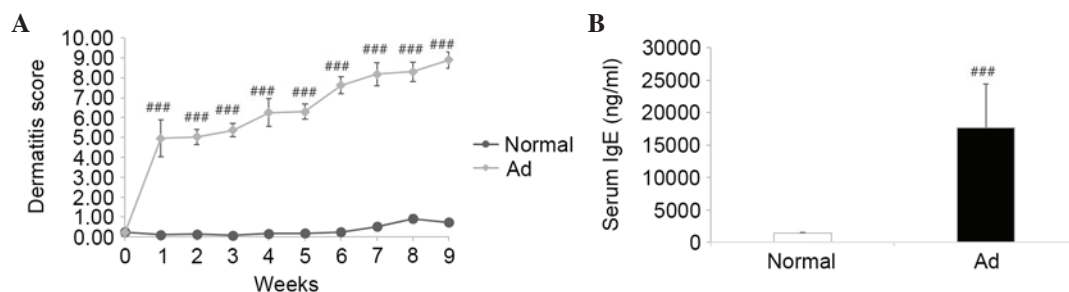 A
Dermatitis score
10.00
9.00
8.00
7.00
6.00
5.00
4.00
3.00
2.00
1.00
0.00
### ### ### ### ### ### ### ### ###
0 1 2 3 4 5 6 7 8 9
Weeks
Normal
Ad
B
Serum IgE (ng/ml)
30000
25000
20000
15000
10000
5000
0
###
Normal Ad